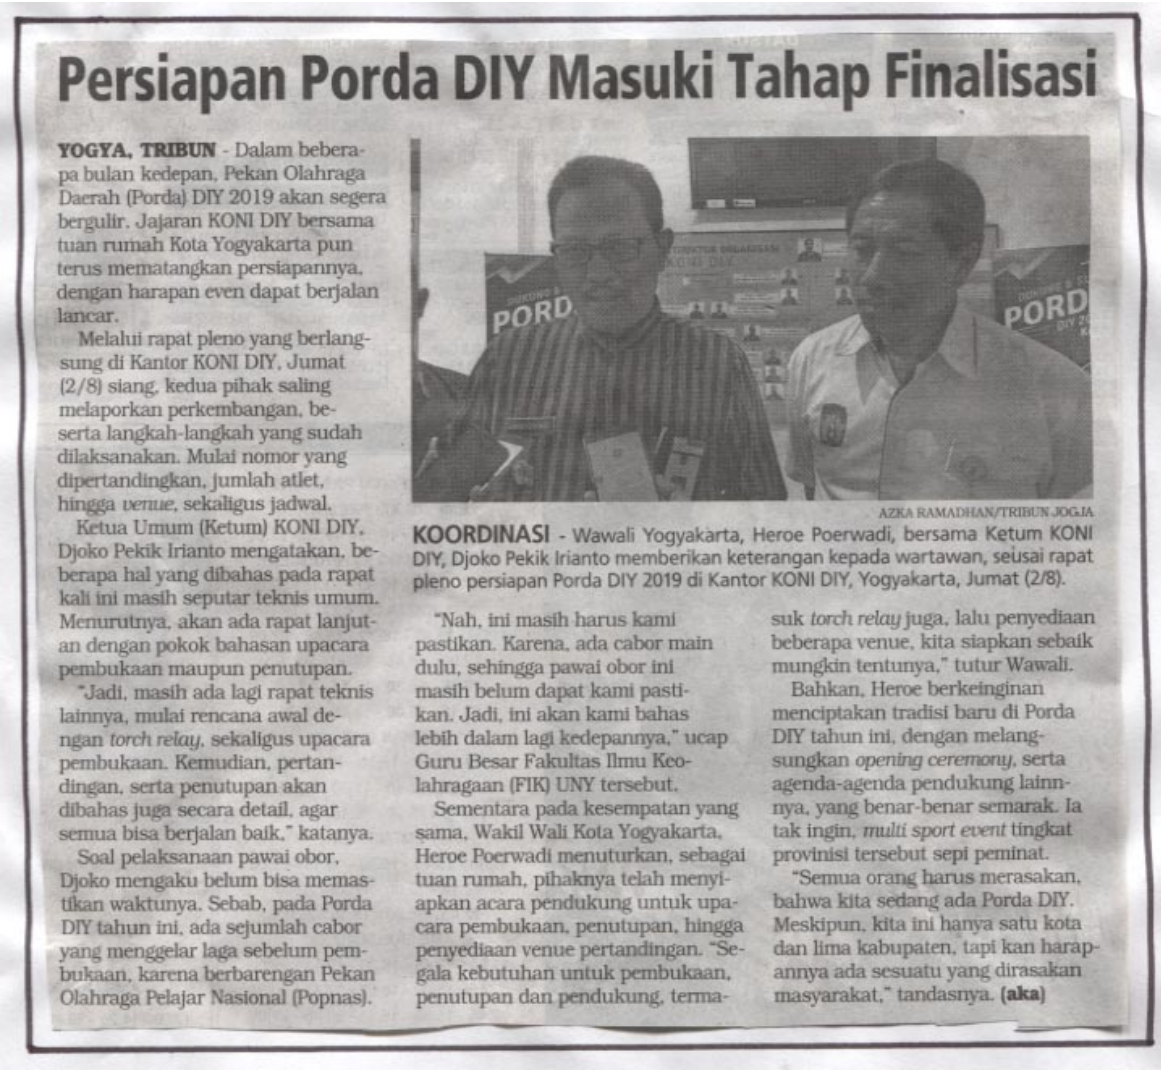 Persiapan Porda DIY Masuki Tahap Finalisasi
YOGYA, TRIBUN - Dalam bebera-
pa bulan kedepan, Pekan Olahraga
Daerah (Porda) DIY 2019 akan segera
bergulir. Jajaran KONI DIY bersama
tuan rumah Kota Yogyakarta pun
terus mematangkan persiapannya,
dengan harapan even dapat berjalan
lancar.
Melalui rapat pleno yang berlang-
sung di Kantor KONI DIY, Jumat
(2/8) siang, kedua pihak saling
melaporkan perkembangan, be-
serta langkah-langkah yang sudah
dilaksanakan. Mulai nomor yang
dipertandingkan, jumlah atlet,
hingga venue, sekaligus jadwal.
Ketua Umum (Ketum) KONI DIY,
Djoko Pekik Irianto mengatakan, be-
berapa hal yang dibahas pada rapat
kali ini masih seputar teknis umum.
Menurutnya, akan ada rapat lanjut-
an dengan pokok bahasan upacara
pembukaan maupun penutupan.
"Jadi, masih ada lagi rapat teknis
lainnya, mulai rencana awal de-
ngan torch relay, sekaligus upacara
pembukaan. Kemudian, pertan-
dingan, serta penutupan akan
dibahas juga secara detail, agar
semua bisa berjalan baik," katanya.
Soal pelaksanaan pawai obor,
Djoko mengaku belum bisa memas-
tikan waktunya. Sebab, pada Porda
DIY tahun ini, ada sejumlah cabor
yang menggelar laga sebelum pem-
bukaan, karena berbarengan Pekan
Olahraga Pelajar Nasional (Popnas).
STRUKTUR ORGANISASI
KONI DIY
DUKUNG &
PORD
PORD
DIY 20
AZKA RAMADHAN/TRIBUN JOGJA
KOORDINASI - Wawali Yogyakarta, Heroe Poerwadi, bersama Ketum KONI
DIY, Djoko Pekik Irianto memberikan keterangan kepada wartawan, seusai rapat
pleno persiapan Porda DIY 2019 di Kantor KONI DIY, Yogyakarta, Jumat (2/8).
"Nah, ini masih harus kami
pastikan. Karena, ada cabor main
dulu, sehingga pawai obor ini
masih belum dapat kami pasti-
kan. Jadi, ini akan kami bahas
lebih dalam lagi kedepannya," ucap
Guru Besar Fakultas Ilmu Keo-
lahragaan (FIK) UNY tersebut.
Sementara pada kesempatan yang
sama, Wakil Wali Kota Yogyakarta,
Heroe Poerwadi menuturkan, sebagai
tuan rumah, pihaknya telah menyi-
apkan acara pendukung untuk upa-
cara pembukaan, penutupan, hingga
penyediaan venue pertandingan. "Se-
gala kebutuhan untuk pembukaan,
penutupan dan pendukung, terma-
suk torch relay juga, lalu penyediaan
beberapa venue, kita siapkan sebaik
mungkin tentunya," tutur Wawali.
Bahkan, Heroe berkeinginan
menciptakan tradisi baru di Porda
DIY tahun ini, dengan melang-
sungkan opening ceremony, serta
agenda-agenda pendukung lainn-
nya, yang benar-benar semarak. Ia
tak ingin, multi sport event tingkat
provinisi tersebut sepi peminat.
"Semua orang harus merasakan,
bahwa kita sedang ada Porda DIY.
Meskipun, kita ini hanya satu kota
dan lima kabupaten, tapi kan harap-
annya ada sesuatu yang dirasakan
masyarakat," tandasnya. (aka)